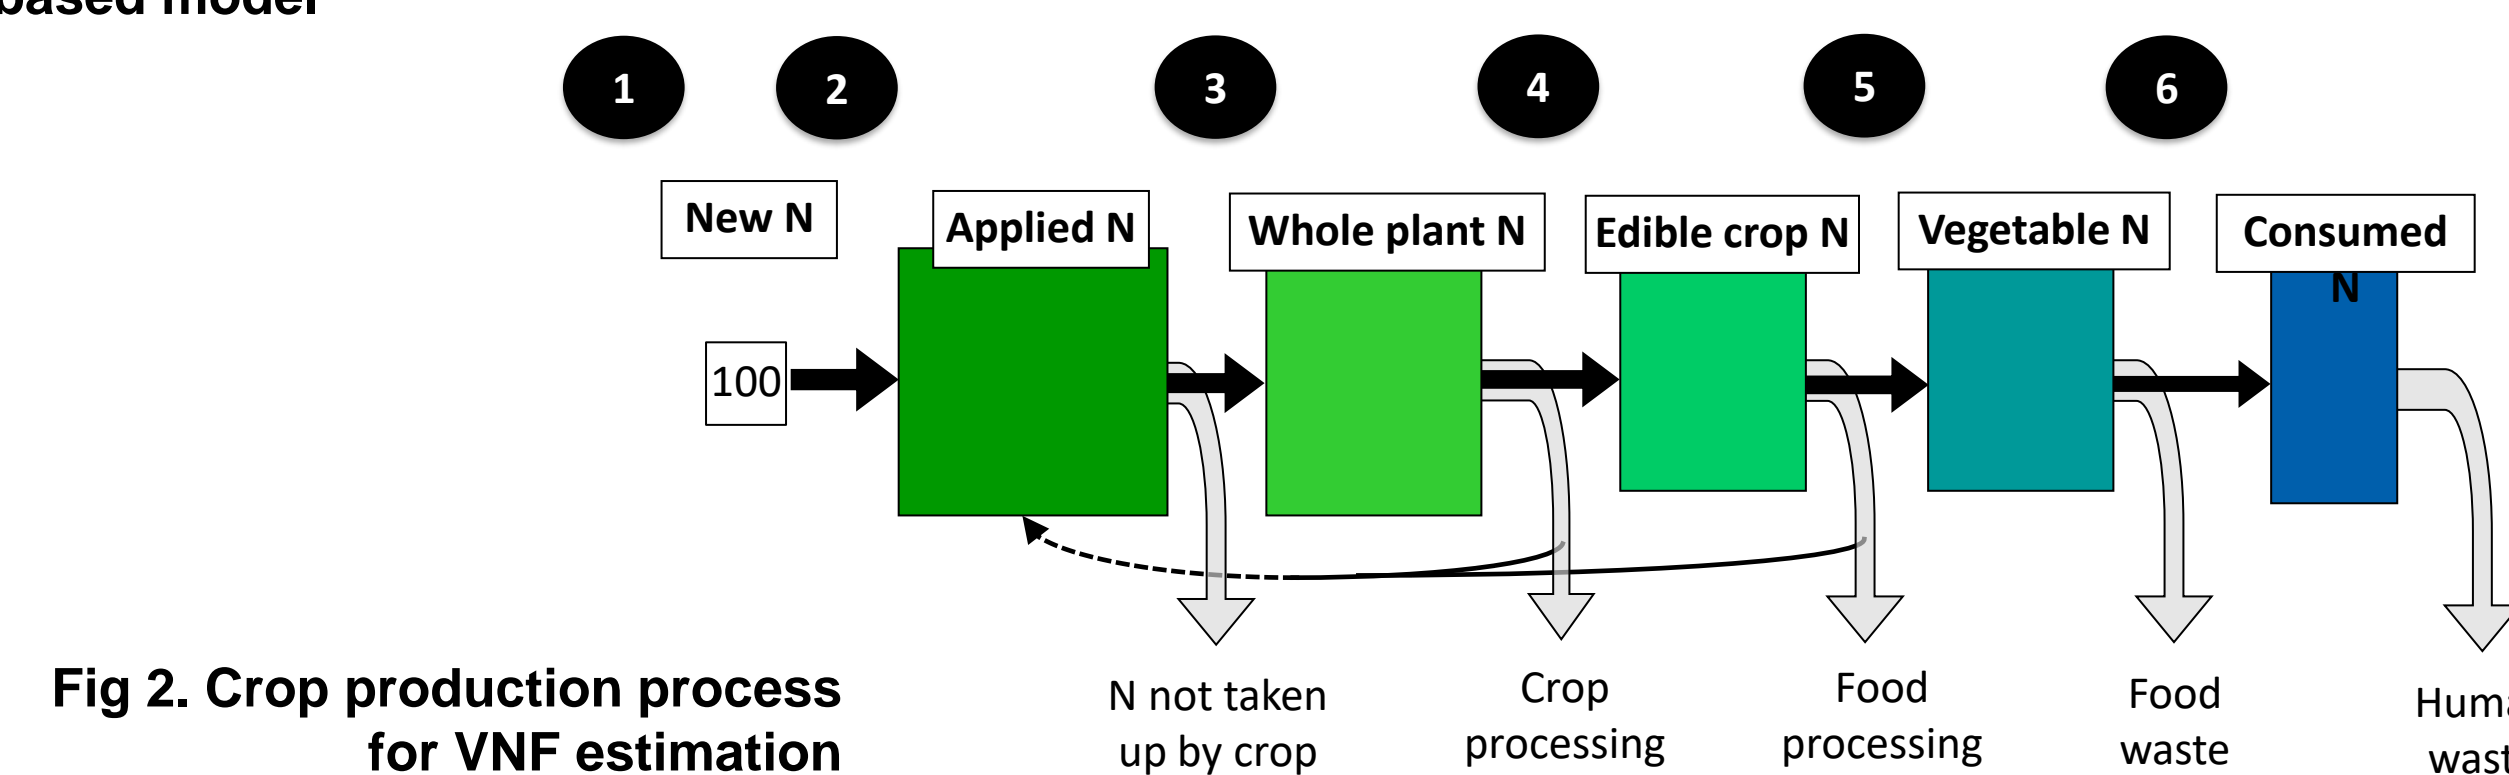 based model
1 2 3 4 5 6
New N
Applied N
Whole plant N
Edible crop N
Vegetable N
Consumed
N
100
Fig 2. Crop production process
for VNF estimation
N not taken
up by crop
Crop
processing
Food
processing
Food
waste